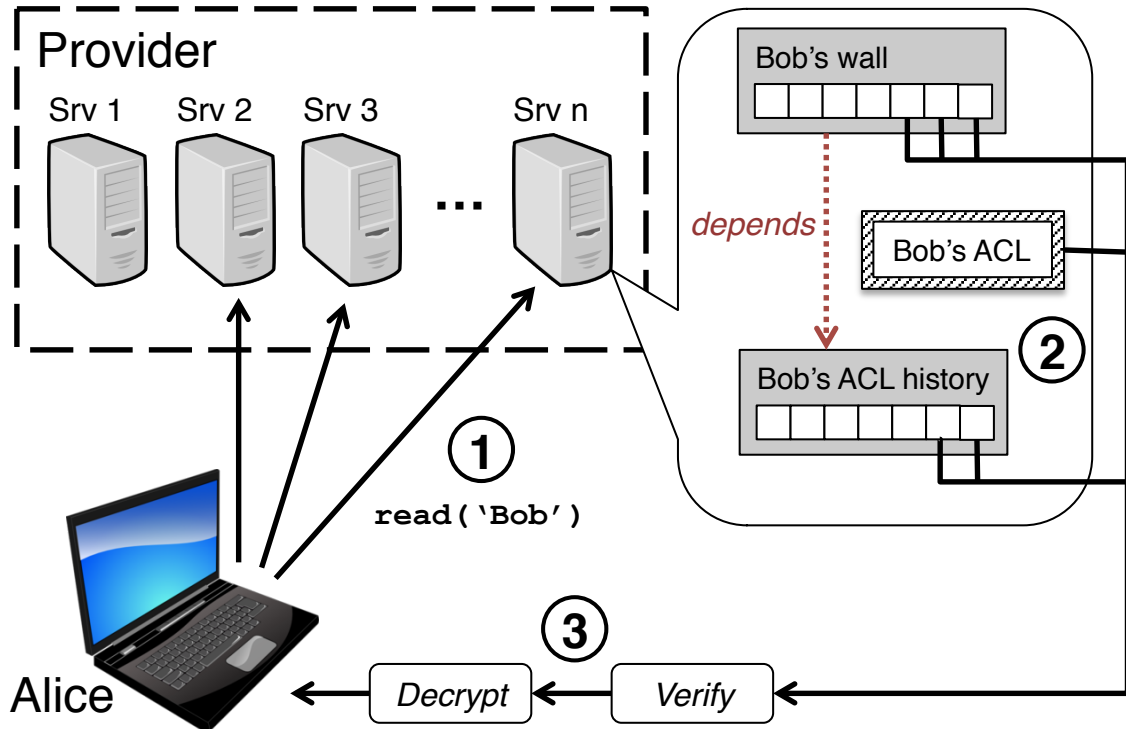 Provider
Srv 1
Srv 2
Srv 3
...
Srv n
Bob's wall
depends
Bob's ACL
2
Bob's ACL history
1
read(‘Bob’)
3
Alice
Decrypt
Verify